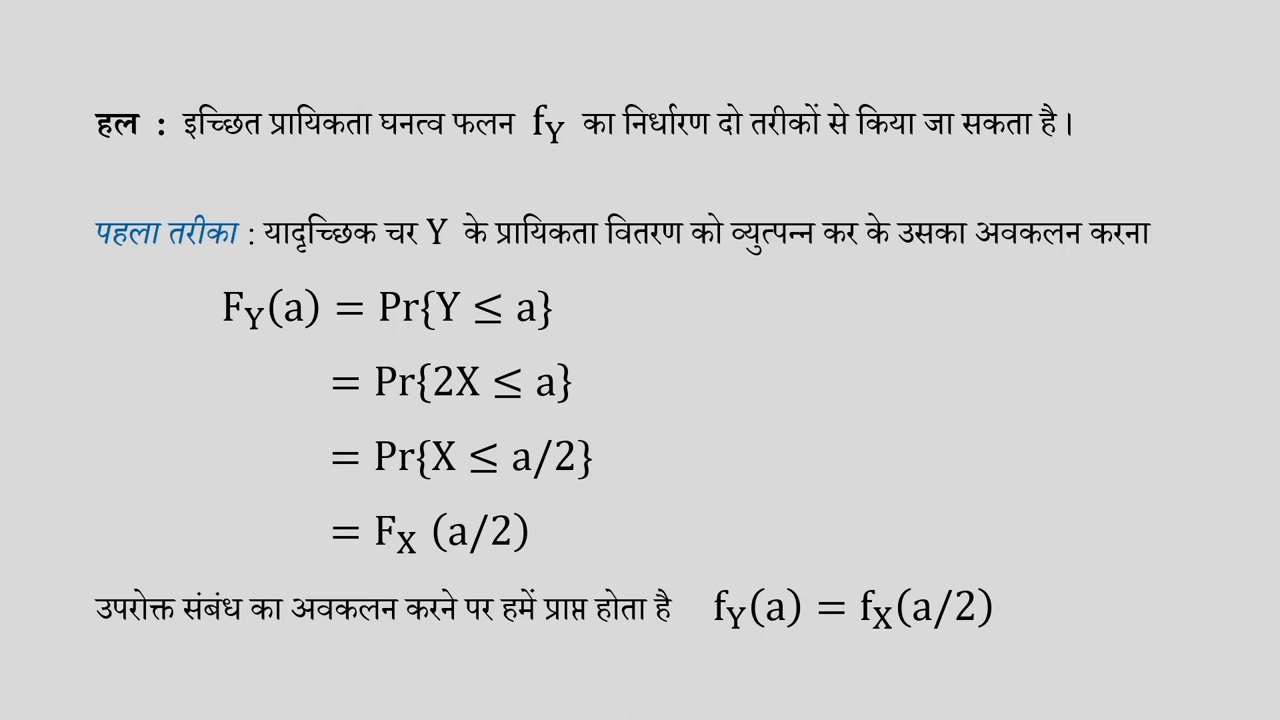 हल : इच्छित प्रायिकता घनत्व फलन f_Y का निर्धारण दो तरीकों से किया जा सकता है।
पहला तरीका : यादृच्छिक चर Y के प्रायिकता वितरण को व्युत्पन्न कर के उसका अवकलन करना
F_Y(a) = Pr{Y ≤ a}
= Pr{2X ≤ a}
= Pr{X ≤ a/2}
= F_X (a/2)
उपरोक्त संबंध का अवकलन करने पर हमें प्राप्त होता है f_Y(a) = f_X(a/2)